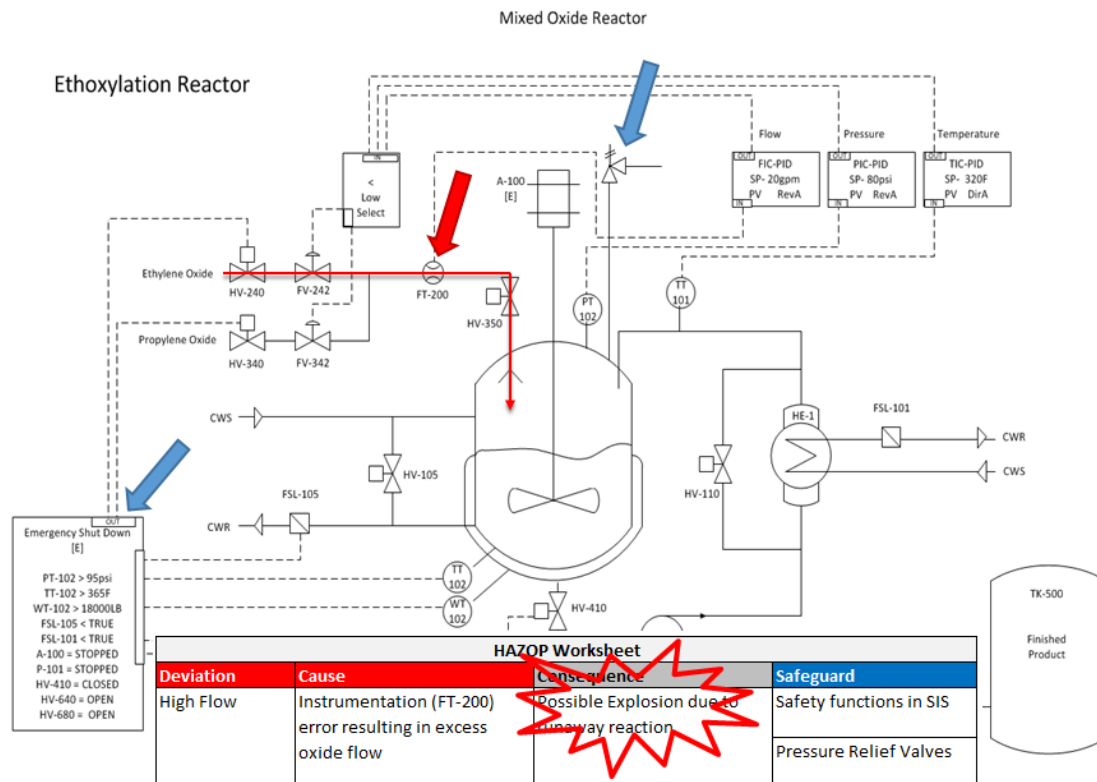 Mixed Oxide Reactor
Ethoxylation Reactor
Flow
Pressure
Temperature
IN
<
Low
Select
A-100
[E]
OUT
FIC-PID
SP- 20gpm
PV RevA
IN
OUT
PIC-PID
SP- 80psi
PV RevA
IN
OUT
TIC-PID
SP- 320F
PV DirA
IN
Ethylene Oxide
HV-240
FV-242
FT-200
HV-350
PT
102
TT
101
Propylene Oxide
HV-340
FV-342
CWS
HV-105
FSL-105
CWR
HE-1
FSL-101
CWR
CWS
HV-110
OUT
Emergency Shut Down
[E]
PT-102 > 95psi
TT-102 > 365F
WT-102 > 18000LB
FSL-105 < TRUE
FSL-101 < TRUE
A-100 = STOPPED
P-101 = STOPPED
HV-410 = CLOSED
HV-640 = OPEN
HV-680 = OPEN
TT
102
WT
102
HV-410
TK-500
Finished
Product
HAZOP Worksheet
Deviation
Cause
Consequence
Safeguard
High Flow
Instrumentation (FT-200)
error resulting in excess
oxide flow
Possible Explosion due to
runaway reaction
Safety functions in SIS
Pressure Relief Valves